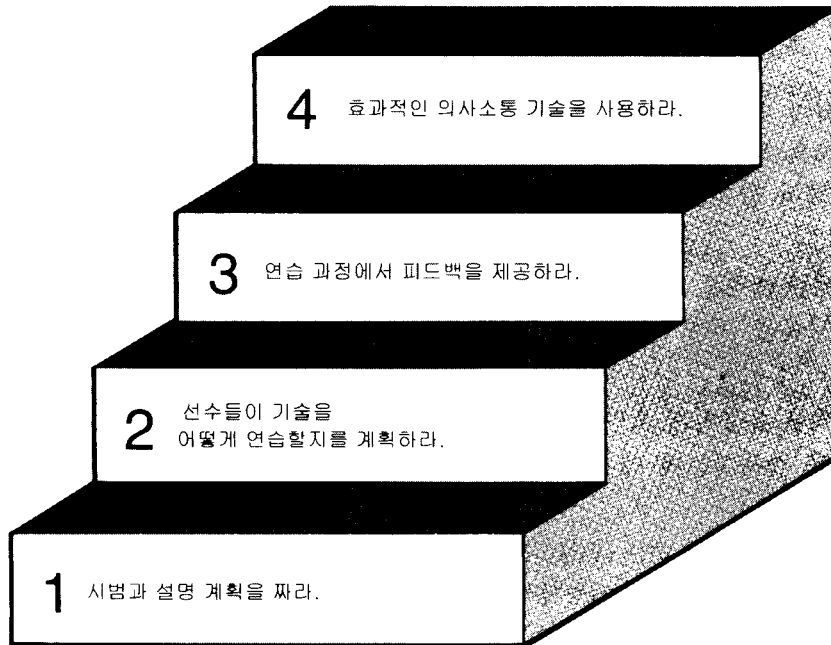 4 효과적인 의사소통 기술을 사용하라.
3 연습 과정에서 피드백을 제공하라.
2 선수들이 기술을
어떻게 연습할지를 계획하라.
1 시범과 설명 계획을 짜라.